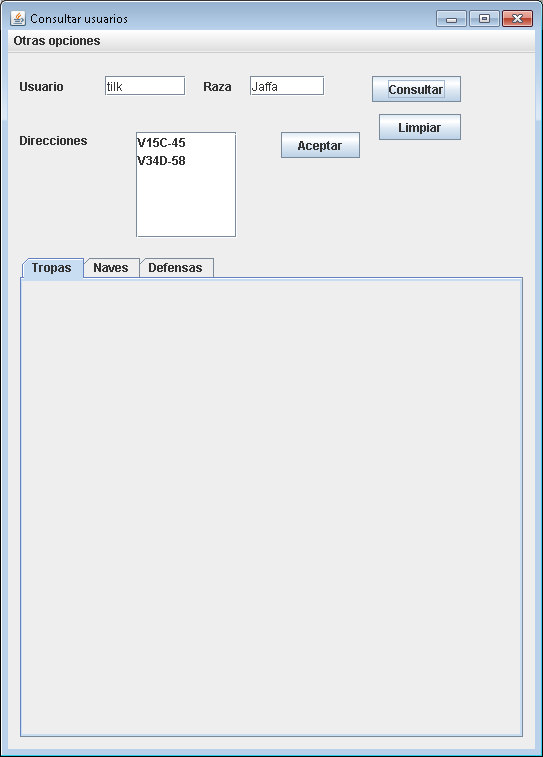 Consultar usuarios
Otras opciones
Usuario tilk Raza Jaffa Consultar
Limpiar
Direcciones V15C-45 Aceptar
V34D-58
Tropas Naves Defensas